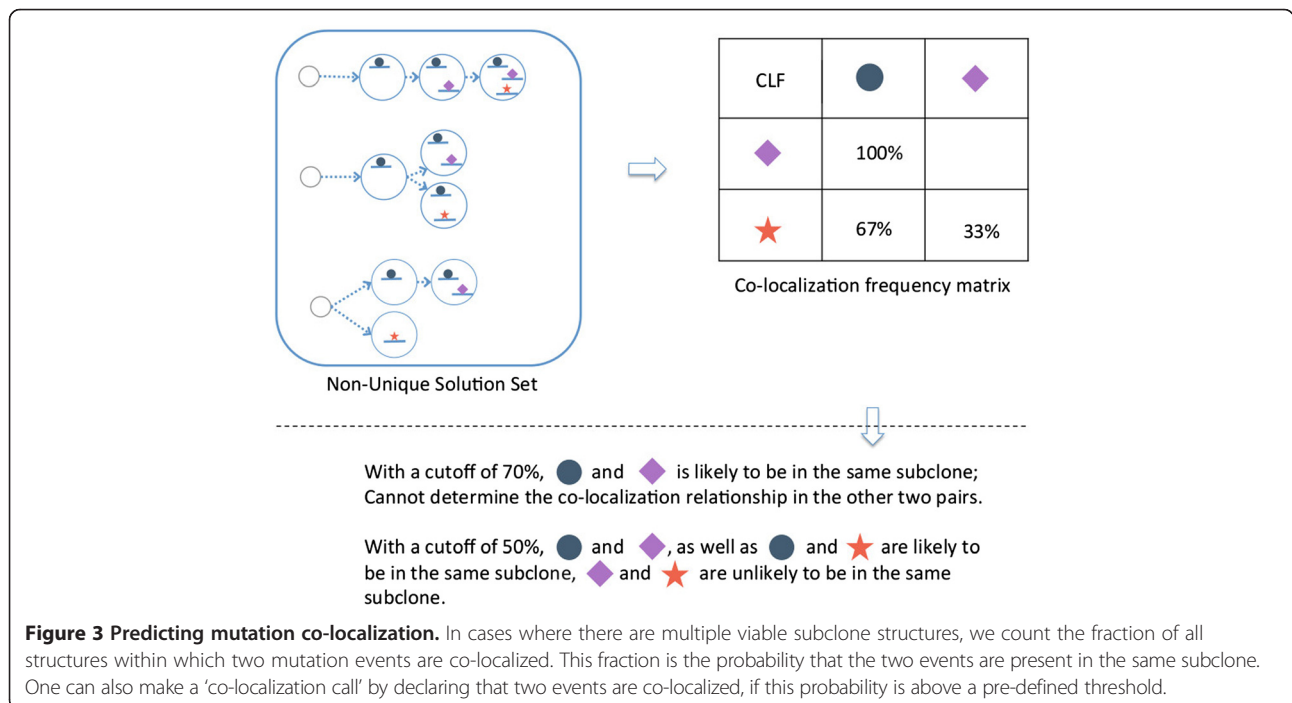 CLF
100%
67% 33%
Co-localization frequency matrix
Non-Unique Solution Set
With a cutoff of 70%, and is likely to be in the same subclone;
Cannot determine the co-localization relationship in the other two pairs.
With a cutoff of 50%, and , as well as and are likely to
be in the same subclone, and are unlikely to be in the same
subclone.
Figure 3 Predicting mutation co-localization. In cases where there are multiple viable subclone structures, we count the fraction of all
structures within which two mutation events are co-localized. This fraction is the probability that the two events are present in the same subclone.
One can also make a ‘co-localization call’ by declaring that two events are co-localized, if this probability is above a pre-defined threshold.